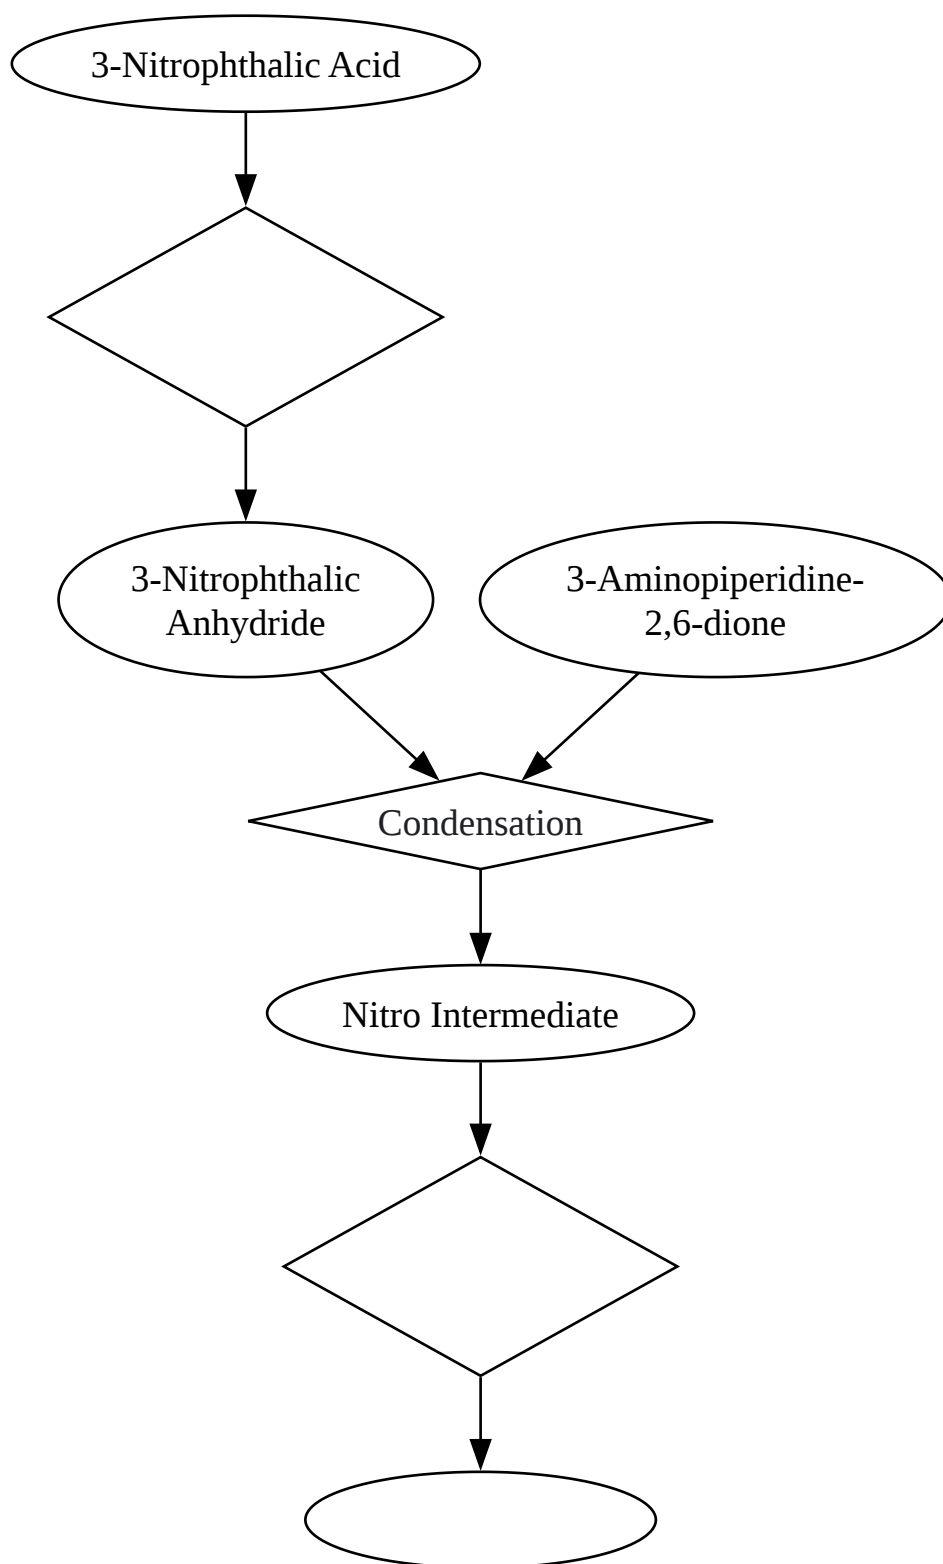 3-Nitrophthalic Acid
3-Nitrophthalic
Anhydride
3-Aminopiperidine-
2,6-dione
Condensation
Nitro Intermediate